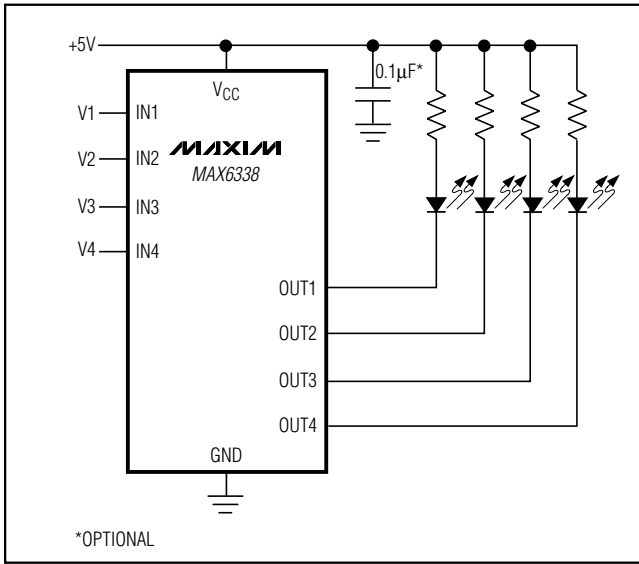 +5V
0.1µF*
VCC
V1 IN1
MAXIM
V2 IN2
MAX6338
V3 IN3
V4 IN4
OUT1
OUT2
OUT3
OUT4
GND
*OPTIONAL